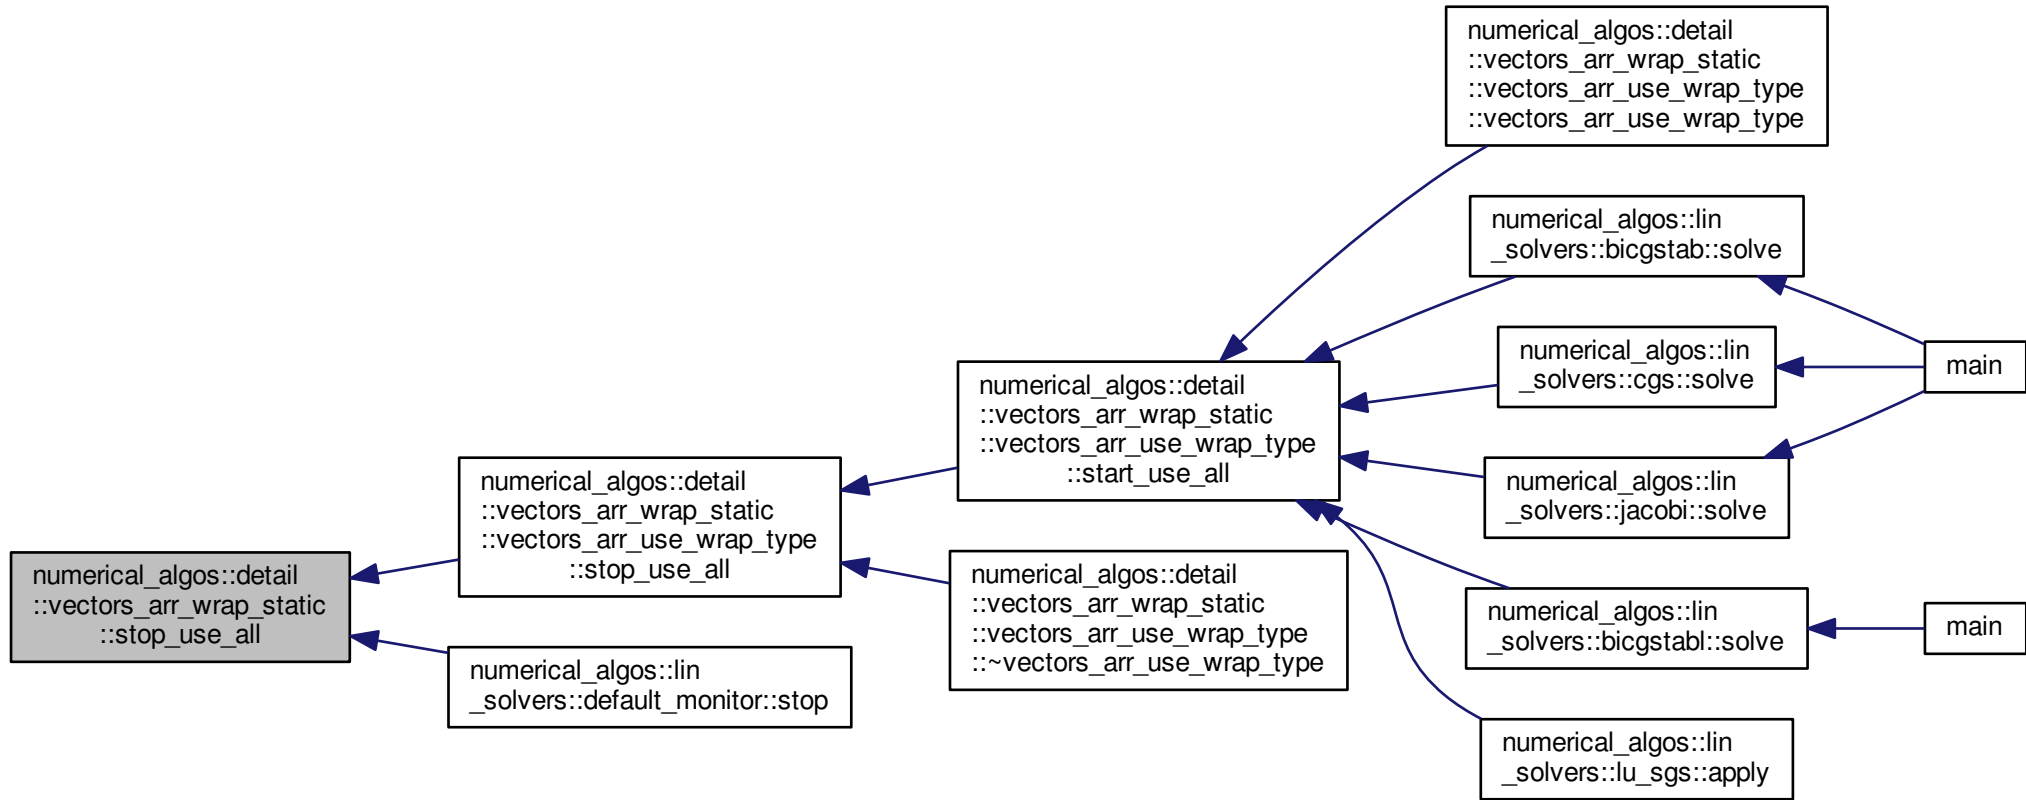 numerical_algos::detail
::vectors_arr_wrap_static
::vectors_arr_use_wrap_type
::vectors_arr_use_wrap_type
numerical_algos::lin
_solvers::bicgstab::solve
numerical_algos::lin
_solvers::cgs::solve
main
numerical_algos::detail
::vectors_arr_wrap_static
::vectors_arr_use_wrap_type
::start_use_all
numerical_algos::detail
::vectors_arr_wrap_static
::vectors_arr_use_wrap_type
::stop_use_all
numerical_algos::lin
_solvers::jacobi::solve
numerical_algos::detail
::vectors_arr_wrap_static
::stop_use_all
numerical_algos::detail
::vectors_arr_wrap_static
::vectors_arr_use_wrap_type
::~vectors_arr_use_wrap_type
numerical_algos::lin
_solvers::bicgstabl::solve
main
numerical_algos::lin
_solvers::default_monitor::stop
numerical_algos::lin
_solvers::lu_sgs::apply